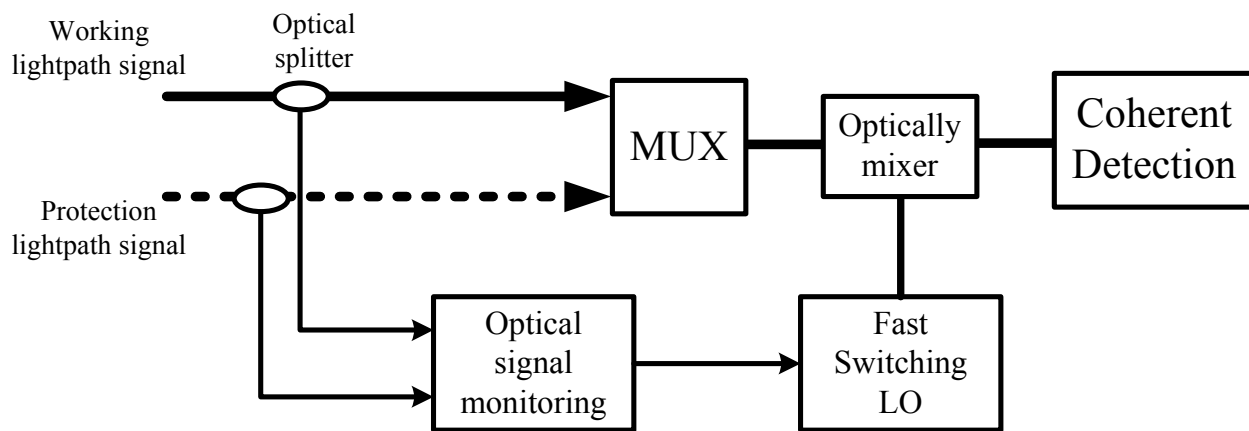 Working
lightpath signal
Optical
splitter
MUX
Optically
mixer
Coherent
Detection
Protection
lightpath signal
Optical
signal
monitoring
Fast
Switching
LO